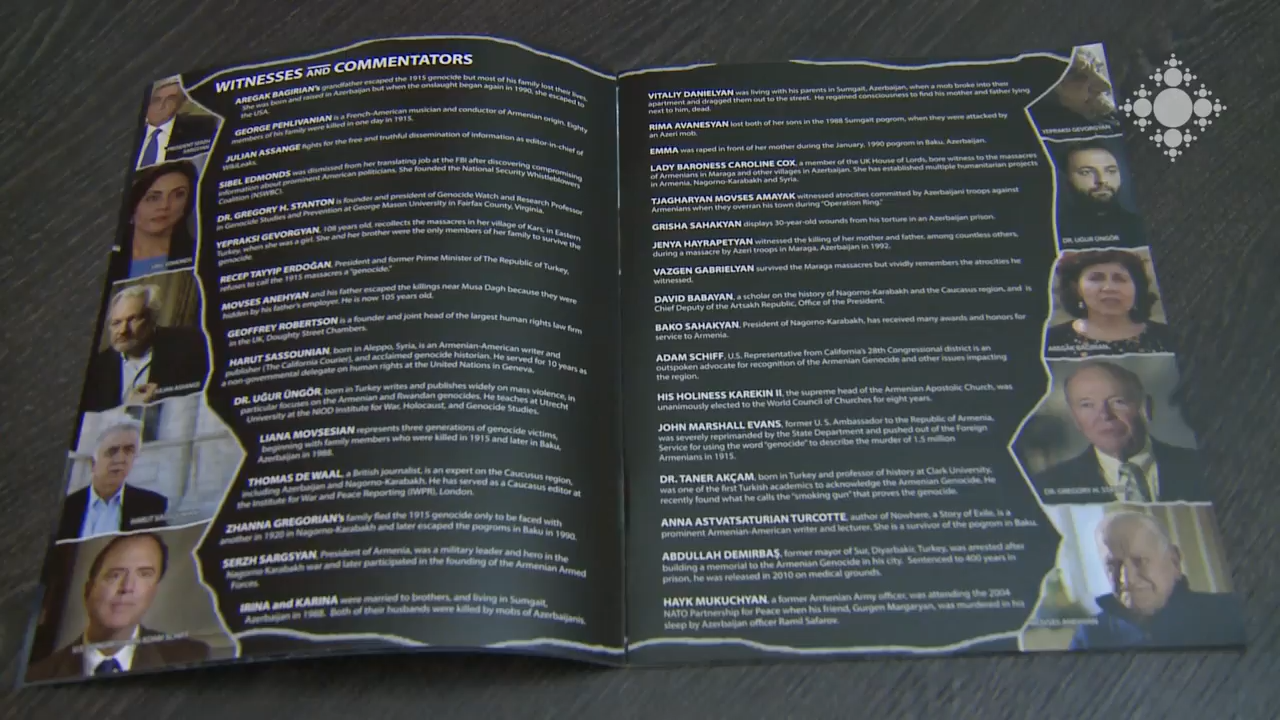 WITNESSES AND COMMENTATORS
AREGAK BAGIRIAN's grandfather escaped the 1915 genocide but most of his family lost their lives.
She was born and raised in Azerbaijan but when the onslaught began again in 1990, she escaped to
the USA.
GEORGE PEHLIVANIAN is a French-American musician and conductor of Armenian origin. Eighty
members of his family were killed in one day in 1915.
JULIAN ASSANGE fights for the free and truthful dissemination of information as editor-in-chief of
WikiLeaks.
SIBEL EDMONDS was dismissed from her translating job at the FBI after discovering compromising
information about prominent American politicians. She founded the National Security Whistleblowers
Coalition (NSWBC).
DR. GREGORY H. STANTON is founder and president of Genocide Watch and Research Professor
in Genocide Studies and Prevention at George Mason University in Fairfax County, Virginia.
YEPRAKSI GEVORGYAN, 108 years old, recollects the massacres in her village of Kars, in Eastern
Turkey, when she was a girl. She and her brother were the only members of her family to survive the
genocide.
RECEP TAYYIP ERDOĞAN, President and former Prime Minister of The Republic of Turkey,
refuses to call the 1915 massacres a "genocide."
MOVSES ANEHYAN and his father escaped the killings near Musa Dagh because they were
hidden by his father's employer. He is now 105 years old.
GEOFFREY ROBERTSON is a founder and joint head of the largest human rights law firm
in the UK, Doughty Street Chambers.
HARUT SASSOUNIAN, born in Aleppo, Syria, is an Armenian-American writer and
publisher (The California Courier), and acclaimed genocide historian. He served for 10 years as
a non-governmental delegate on human rights at the United Nations in Geneva.
DR. UĞUR ÜNGÖR, born in Turkey writes and publishes widely on mass violence, in
particular focuses on the Armenian and Rwandan genocides. He teaches at Utrecht
University at the NIOD Institute for War, Holocaust, and Genocide Studies.
LIANA MOVSESIAN represents three generations of genocide victims,
beginning with family members who were killed in 1915 and later in Baku,
Azerbaijan in 1988.
THOMAS DE WAAL, a British journalist, is an expert on the Caucasus region,
including Azerbaijan and Nagorno-Karabakh. He has served as a Caucasus editor at
the Institute for War and Peace Reporting (IWPR), London.
ZHANNA GREGORIAN's family fled the 1915 genocide only to be faced with
another in 1920 in Nagorno-Karabakh and later escaped the pogroms in Baku in 1990.
SERZH SARGSYAN, President of Armenia, was a military leader and hero in the
Nagorno-Karabakh war and later participated in the founding of the Armenian Armed
Forces.
IRINA and KARINA were married to brothers, and living in Sumgait,
Azerbaijan in 1988. Both of their husbands were killed by mobs of Azerbaijanis.
PRESIDENT SERZH
SARGSYAN
SIBEL EDMONDS
JULIAN ASSANGE
HARUT
ADAM SCHIFF
VITALIY DANIELYAN was living with his parents in Sumgait, Azerbaijan, when a mob broke into their
apartment and dragged them out to the street. He regained consciousness to find his mother and father lying
next to him, dead.
RIMA AVANESYAN lost both of her sons in the 1988 Sumgait pogrom, when they were attacked by
an Azeri mob.
EMMA was raped in front of her mother during the January, 1990 pogrom in Baku, Azerbaijan.
LADY BARONESS CAROLINE COX, a member of the UK House of Lords, bore witness to the massacres
of Armenians in Maraga and other villages in Azerbaijan. She has established multiple humanitarian projects
in Armenia, Nagorno-Karabakh and Syria.
TJAGHARYAN MOVSES AMAYAK witnessed atrocities committed by Azerbaijani troops against
Armenians when they overran his town during "Operation Ring."
GRISHA SAHAKYAN displays 30-year-old wounds from his torture in an Azerbaijan prison.
JENYA HAYRAPETYAN witnessed the killing of her mother and father, among countless others,
during a massacre by Azeri troops in Maraga, Azerbaijan in 1992.
VAZGEN GABRIELYAN survived the Maraga massacres but vividly remembers the atrocities he
witnessed.
DAVID BABAYAN, a scholar on the history of Nagorno-Karabakh and the Caucasus region, and is
Chief Deputy of the Artsakh Republic, Office of the President.
BAKO SAHAKYAN, President of Nagorno-Karabakh, has received many awards and honors for
service to Armenia.
ADAM SCHIFF, U.S. Representative from California's 28th Congressional district is an
outspoken advocate for recognition of the Armenian Genocide and other issues impacting
the region.
HIS HOLINESS KAREKIN II, the supreme head of the Armenian Apostolic Church, was
unanimously elected to the World Council of Churches for eight years.
JOHN MARSHALL EVANS, former U.S. Ambassador to the Republic of Armenia,
was severely reprimanded by the State Department and pushed out of the Foreign
Service for using the word "genocide" to describe the murder of 1.5 million
Armenians in 1915.
DR. TANER AKÇAM, born in Turkey and professor of history at Clark University,
was one of the first Turkish academics to acknowledge the Armenian Genocide. He
recently found what he calls the "smoking gun" that proves the genocide.
ANNA ASTVATSATURIAN TURCOTTE, author of Nowhere, a Story of Exile, is a
prominent Armenian-American writer and lecturer. She is a survivor of the pogrom in Baku.
ABDULLAH DEMIRBAŞ, former mayor of Sur, Diyarbakir, Turkey, was arrested after
building a memorial to the Armenian Genocide in his city. Sentenced to 400 years in
prison, he was released in 2010 on medical grounds.
HAYK MUKUCHYAN, a former Armenian Army officer, was attending the 2004
NATO Partnership for Peace when his friend, Gurgen Margaryan, was murdered in his
sleep by Azerbaijan officer Ramil Safarov.
YEPRAKSI GEVORGYAN
DR. UĞUR ÜNGÖR
AREGAK BAGIRIAN
DR. GREGORY H.
MOVSES ANEHYAN